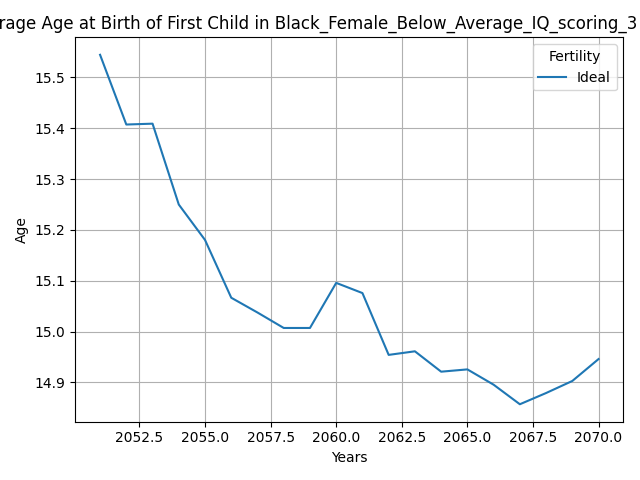 rage Age at Birth of First Child in Black_Female_Below_Average_IQ_scoring_3
Fertility
Ideal
15.5
15.4
15.3
15.2
15.1
15.0
14.9
Age
2052.5 2055.0 2057.5 2060.0 2062.5 2065.0 2067.5 2070.0
Years